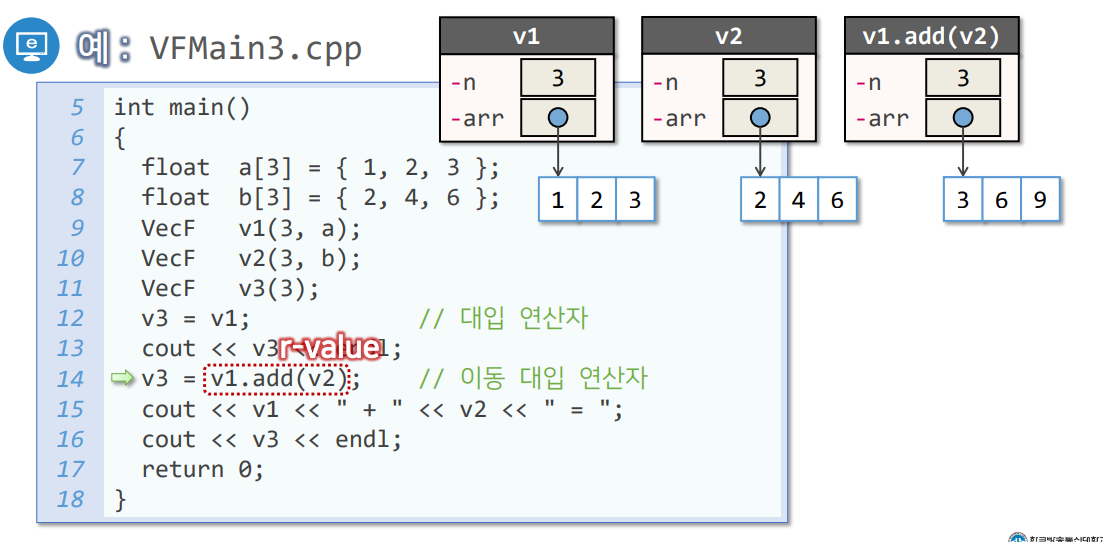 e
예: VFMain3.cpp
v1
-n 3
-arr
1 2 3
v2
-n 3
-arr
2 4 6
v1.add(v2)
-n 3
-arr
3 6 9
5 int main()
6 {
7 float a[3] = { 1, 2, 3 };
8 float b[3] = { 2, 4, 6 };
9 VecF v1(3, a);
10 VecF v2(3, b);
11 VecF v3(3);
12 v3 = v1; // 대입 연산자
r-value
13 cout << v3 << endl;
14 v3 = v1.add(v2); // 이동 대입 연산자
15 cout << v1 << " + " << v2 << " = ";
16 cout << v3 << endl;
17 return 0;
18 }